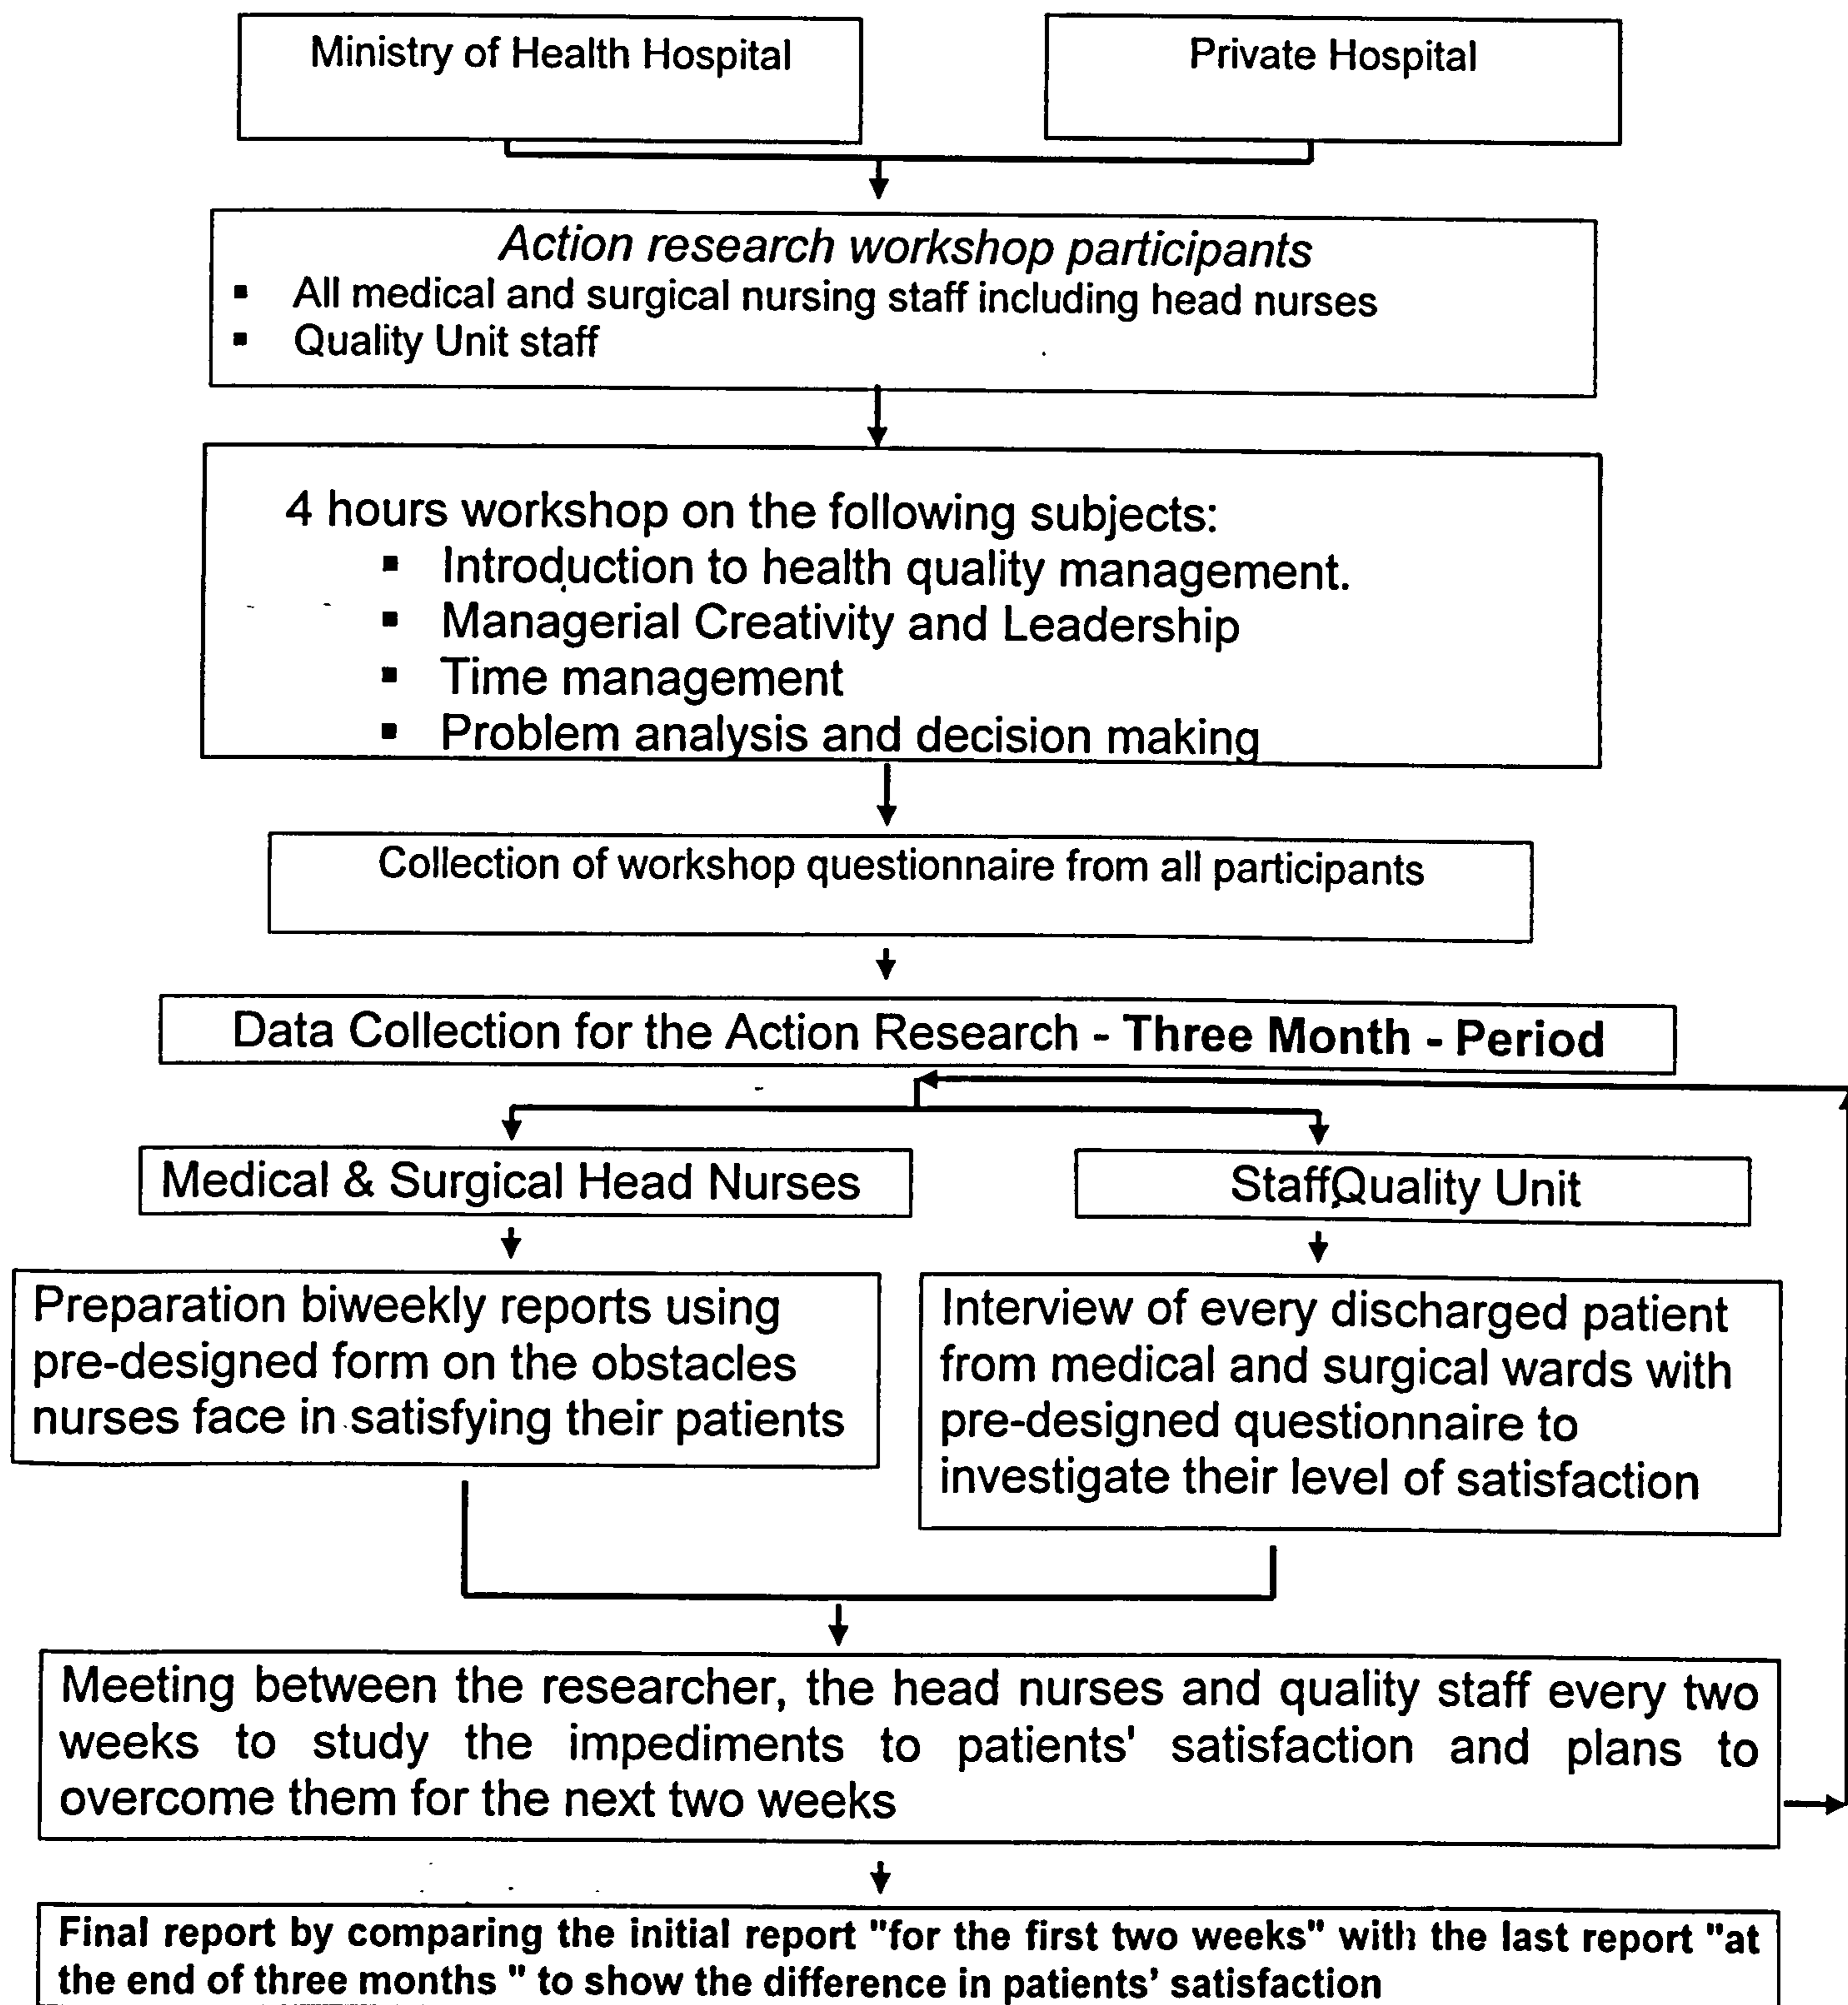 Ministry of Health Hospital
Private Hospital
Action research workshop participants
▪ All medical and surgical nursing staff including head nurses
▪ Quality Unit staff
4 hours workshop on the following subjects:
▪ Introduction to health quality management.
▪ Managerial Creativity and Leadership
▪ Time management
▪ Problem analysis and decision making
Collection of workshop questionnaire from all participants
Data Collection for the Action Research - Three Month - Period
Medical & Surgical Head Nurses
StaffQuality Unit
Preparation biweekly reports using
pre-designed form on the obstacles
nurses face in satisfying their patients
Interview of every discharged patient
from medical and surgical wards with
pre-designed questionnaire to
investigate their level of satisfaction
Meeting between the researcher, the head nurses and quality staff every two
weeks to study the impediments to patients' satisfaction and plans to
overcome them for the next two weeks
Final report by comparing the initial report "for the first two weeks" with the last report "at
the end of three months " to show the difference in patients’ satisfaction